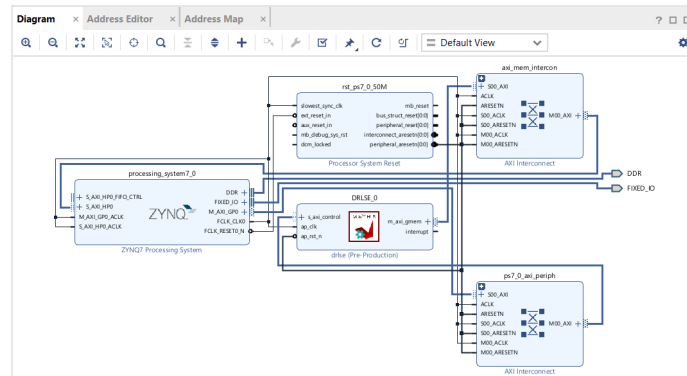 Diagram × Address Editor × Address Map ×
Default View
axi_mem_intercon
S00_AXI
ACLK
ARESETN
S00_ACLK
S00_ARESETN
M00_ACLK
M00_ARESETN
M00_AXI
AXI Interconnect
rst_ps7_0_50M
slowest_sync_clk
ext_reset_in
aux_reset_in
mb_debug_sys_rst
dcm_locked
mb_reset
bus_struct_reset[0:0]
peripheral_reset[0:0]
interconnect_aresetn[0:0]
peripheral_aresetn[0:0]
Processor System Reset
DDR
FIXED_IO
processing_system7_0
S_AXI_HP0_FIFO_CTRL
S_AXI_HP0
M_AXI_GP0_ACLK
S_AXI_HP0_ACLK
ZYNQ
DDR
FIXED_IO
M_AXI_GP0
FCLK_CLK0
FCLK_RESET0_N
ZYNQ7 Processing System
DRLSE_0
s_axi_control
ap_clk
ap_rst_n
m_axi_gmem
interrupt
drlse (Pre-Production)
ps7_0_axi_periph
S00_AXI
ACLK
ARESETN
S00_ACLK
S00_ARESETN
M00_ACLK
M00_ARESETN
M00_AXI
AXI Interconnect